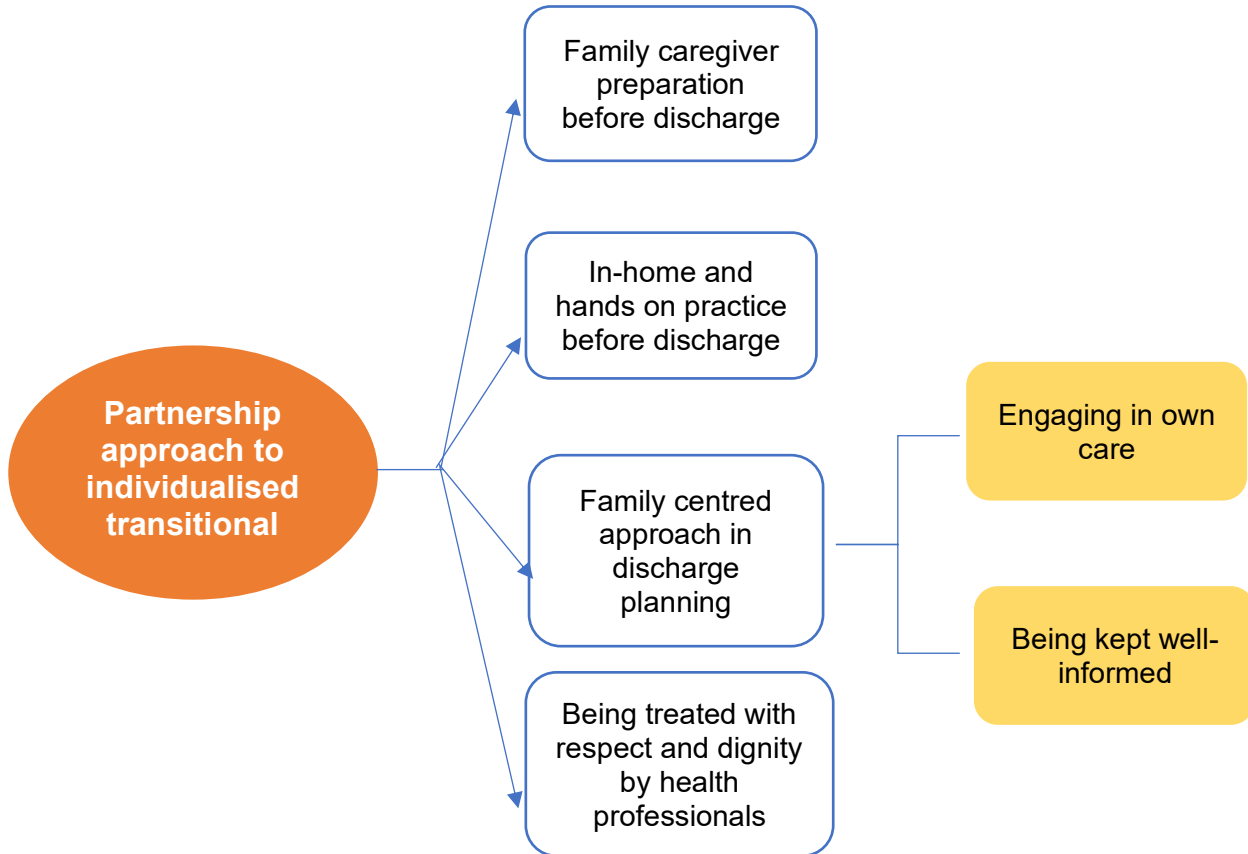 Family caregiver
preparation
before discharge
In-home and
hands on practice
before discharge
Partnership
approach to
individualised
transitional
Engaging in own
care
Family centred
approach in
discharge
planning
Being kept well-
informed
Being treated with
respect and dignity
by health
professionals